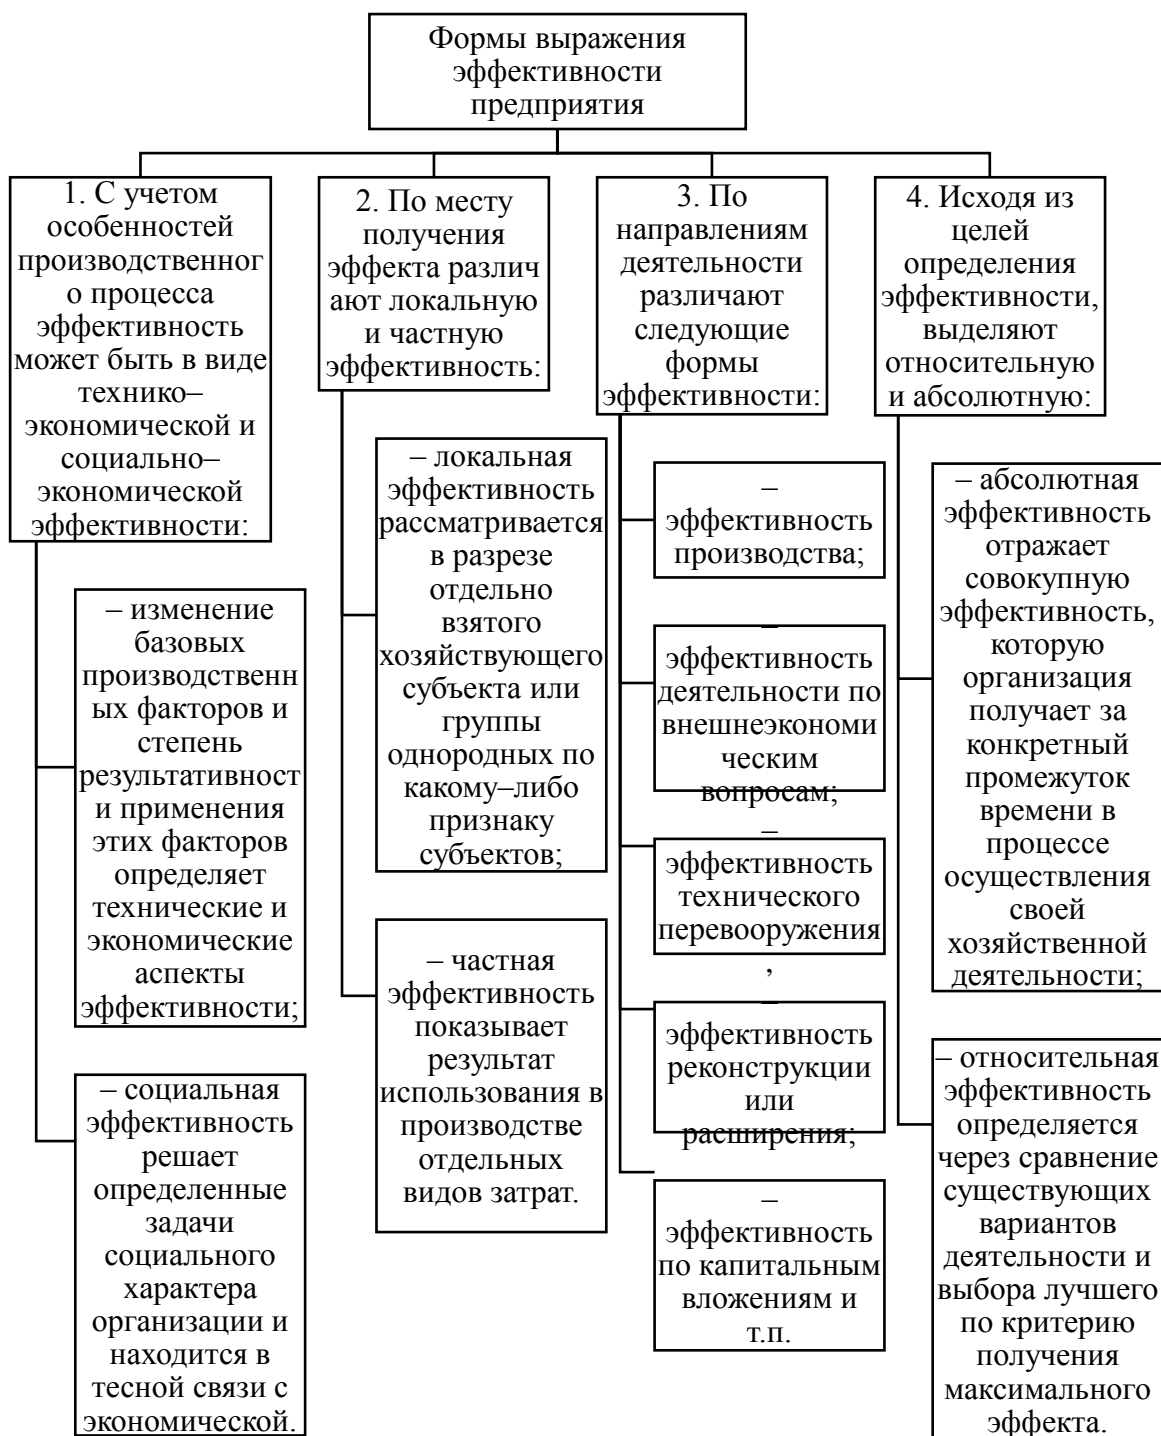 Формы выражения
эффективности
предприятия
1. С учетом
особенностей
производственног
о процесса
эффективность
может быть в виде
технико–
экономической и
социально–
экономической
эффективности:
– изменение
базовых
производственн
ых факторов и
степень
результативност
и применения
этих факторов
определяет
технические и
экономические
аспекты
эффективности;
– социальная
эффективность
решает
определенные
задачи
социального
характера
организации и
находится в
тесной связи с
экономической.
2. По месту
получения
эффекта различ
ают локальную
и частную
эффективность:
– локальная
эффективность
рассматривается
в разрезе
отдельно
взятого
хозяйствующего
субъекта или
группы
однородных по
какому–либо
признаку
субъектов;
– частная
эффективность
показывает
результат
использования в
производстве
отдельных
видов затрат.
3. По
направлениям
деятельности
различают
следующие
формы
эффективности:
–
эффективность
производства;
–
эффективность
деятельности по
внешнеэкономи
ческим
вопросам;
–
эффективность
технического
перевооружения
,
–
эффективность
реконструкции
или
расширения;
–
эффективность
по капитальным
вложениям и
т.п.
4. Исходя из
целей
определения
эффективности,
выделяют
относительную
и абсолютную:
– абсолютная
эффективность
отражает
совокупную
эффективность,
которую
организация
получает за
конкретный
промежуток
времени в
процессе
осуществления
своей
хозяйственной
деятельности;
– относительная
эффективность
определяется
через сравнение
существующих
вариантов
деятельности и
выбора лучшего
по критерию
получения
максимального
эффекта.